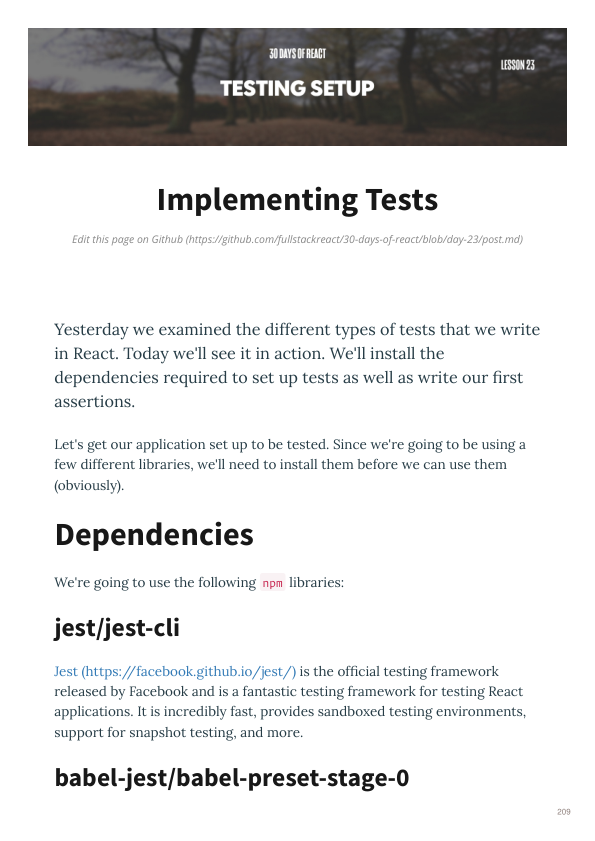 30 DAYS OF REACT
LESSON 23
TESTING SETUP
Implementing Tests
Edit this page on Github (https://github.com/fullstackreact/30-days-of-react/blob/day-23/post.md)
Yesterday we examined the different types of tests that we write
in React. Today we'll see it in action. We'll install the
dependencies required to set up tests as well as write our first
assertions.
Let's get our application set up to be tested. Since we're going to be using a
few different libraries, we'll need to install them before we can use them
(obviously).
Dependencies
We're going to use the following npm libraries:
jest/jest-cli
Jest (https://facebook.github.io/jest/) is the official testing framework
released by Facebook and is a fantastic testing framework for testing React
applications. It is incredibly fast, provides sandboxed testing environments,
support for snapshot testing, and more.
babel-jest/babel-preset-stage-0
209